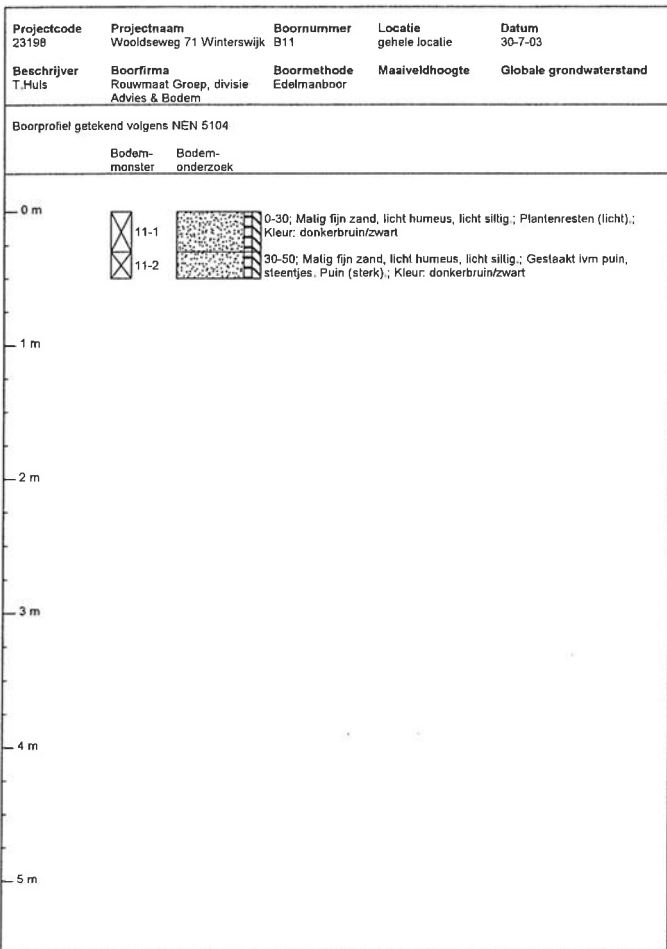 Projectcode Projectnaam Boornummer Locatie Datum
23198 Wooldseweg 71 Winterswijk B11 gehele locatie 30-7-03
Beschrijver Boorfirma Boormethode Maaiveldhoogte Globale grondwaterstand
T.Huls Rouwmaat Groep, divisie Edelmanboor
Advies & Bodem
Boorprofiel getekend volgens NEN 5104
Bodem- Bodem-
monster onderzoek
0 m
11-1 0-30; Matig fijn zand, licht humeus, licht siltig.; Plantenresten (licht).;
Kleur: donkerbruin/zwart
11-2 30-50; Matig fijn zand, licht humeus, licht siltig.; Gestaakt ivm puin,
steentjes. Puin (sterk).; Kleur: donkerbruin/zwart
1 m
2 m
3 m
4 m
5 m